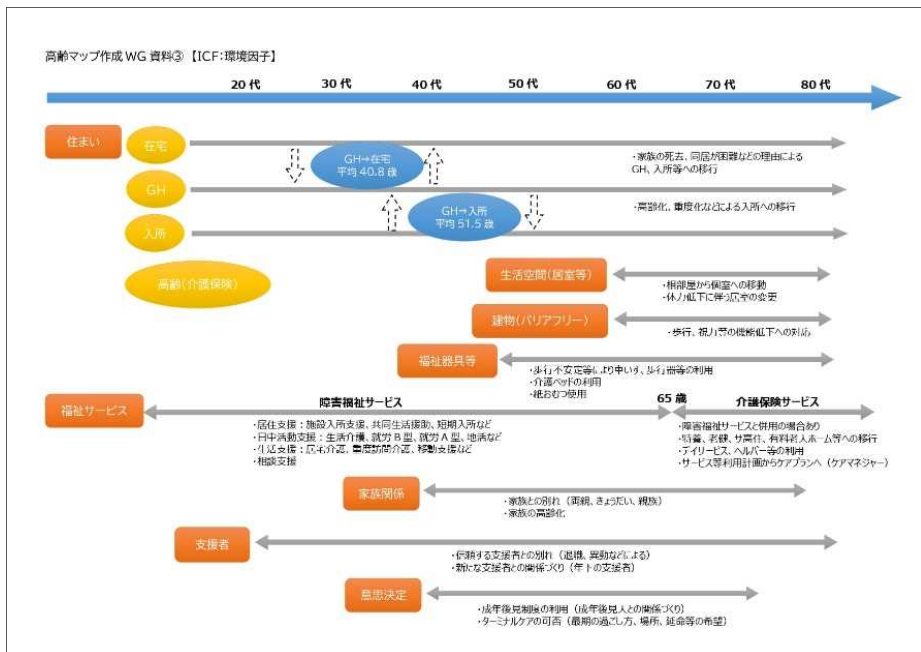 高齢マップ作成 WG 資料③ 【ICF:環境因子】
20 代 30 代 40 代 50 代 60 代 70 代 80 代
住まい
在宅
GH→在宅
平均 40.8 歳
・家族の死去、同居が困難などの理由による
GH、入所等への移行
GH
・高齢化、重度化などによる入所への移行
GH→入所
平均 51.5 歳
入所
高齢(介護保険)
生活空間(居室等)
・相部屋から個室への移動
・体力低下に伴う居室の変更
建物(バリアフリー)
・歩行、視力等の機能低下への対応
福祉器具等
・歩行不安定等により車いす、歩行器等の利用
・介護ベッドの利用
・紙おむつ使用
福祉サービス
障害福祉サービス
65 歳
介護保険サービス
・居住支援:施設入所支援、共同生活援助、短期入所など
・日中活動支援:生活介護、就労 B 型、就労 A 型、地活など
・生活支援:居宅介護、重度訪問介護、移動支援など
・相談支援
・障害福祉サービスと併用の場合あり
・特養、老健、サ高住、有料老人ホーム等への移行
・デイサービス、ヘルパー等の利用
・サービス等利用計画からケアプランへ(ケアマネジャー)
家族関係
・家族との別れ(両親、きょうだい、親族)
・家族の高齢化
支援者
・信頼する支援者との別れ(退職、異動などによる)
・新たな支援者との関係づくり(年下の支援者)
意思決定
・成年後見制度の利用(成年後見人との関係づくり)
・ターミナルケアの可否(最期の過ごし方、場所、延命等の希望)